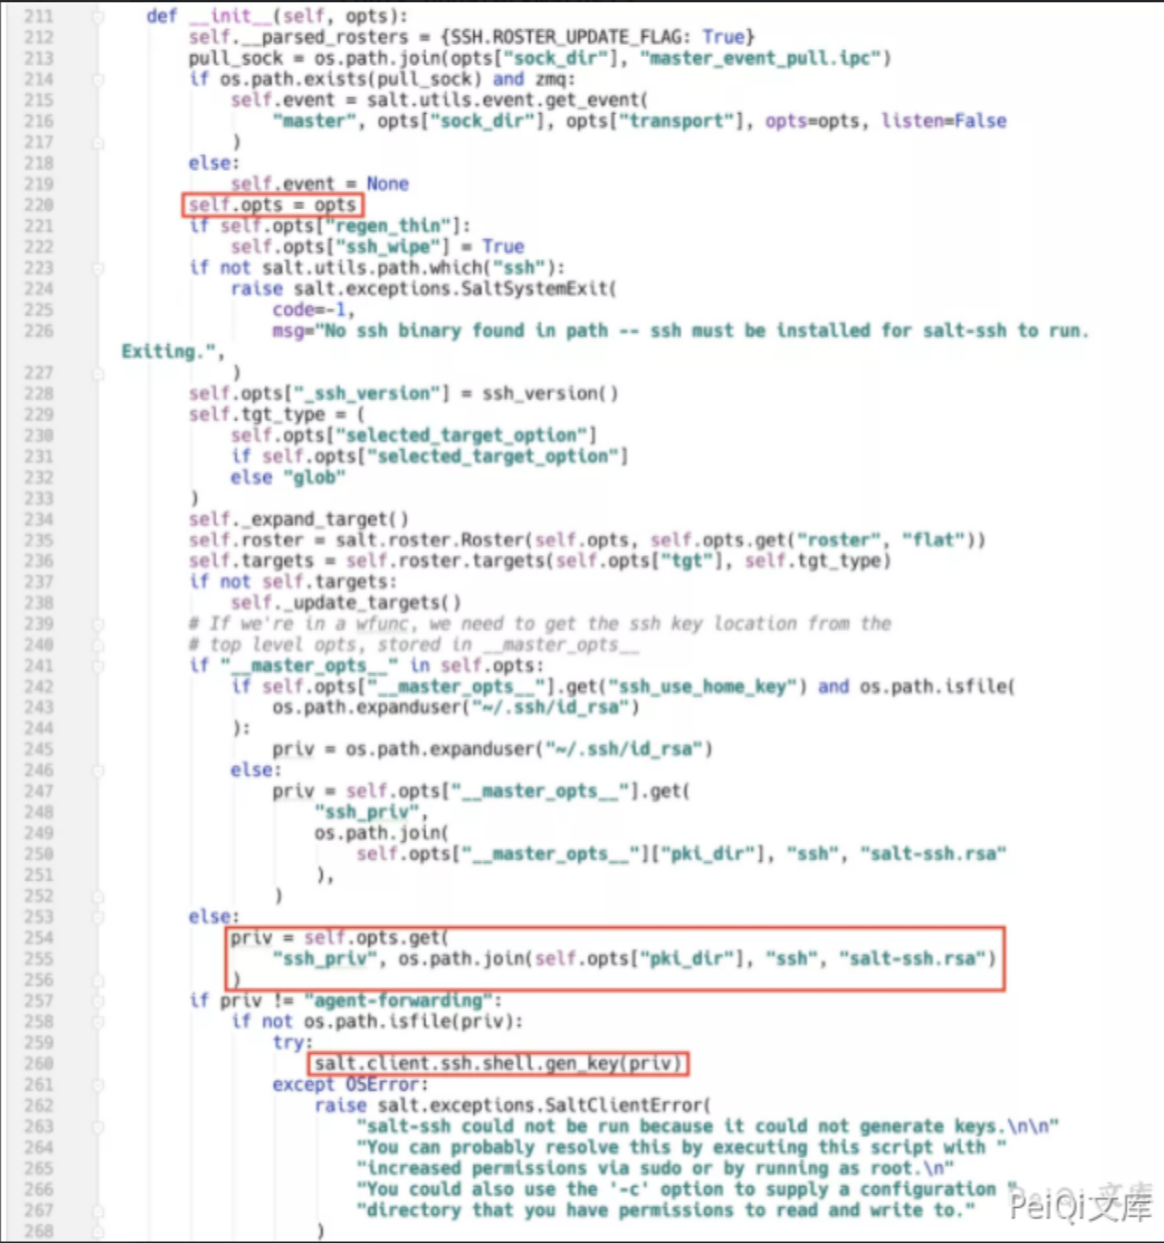 211 def __init__(self, opts):
212 self.__parsed_rosters = {SSH.ROSTER_UPDATE_FLAG: True}
213 pull_sock = os.path.join(opts["sock_dir"], "master_event_pull.ipc")
214 if os.path.exists(pull_sock) and zmq:
215 self.event = salt.utils.event.get_event(
216 "master", opts["sock_dir"], opts["transport"], opts=opts, listen=False
217 )
218 else:
219 self.event = None
220 self.opts = opts
221 if self.opts["regen_thin"]:
222 self.opts["ssh_wipe"] = True
223 if not salt.utils.path.which("ssh"):
224 raise salt.exceptions.SaltSystemExit(
225 code=-1,
226 msg="No ssh binary found in path -- ssh must be installed for salt-ssh to run.
Exiting.",
227 )
228 self.opts["_ssh_version"] = ssh_version()
229 self.tgt_type = (
230 self.opts["selected_target_option"]
231 if self.opts["selected_target_option"]
232 else "glob"
233 )
234 self._expand_target()
235 self.roster = salt.roster.Roster(self.opts, self.opts.get("roster", "flat"))
236 self.targets = self.roster.targets(self.opts["tgt"], self.tgt_type)
237 if not self.targets:
238 self._update_targets()
239 # If we're in a wfunc, we need to get the ssh key location from the
240 # top level opts, stored in __master_opts__
241 if "__master_opts__" in self.opts:
242 if self.opts["__master_opts__"].get("ssh_use_home_key") and os.path.isfile(
243 os.path.expanduser("~/.ssh/id_rsa")
244 ):
245 priv = os.path.expanduser("~/.ssh/id_rsa")
246 else:
247 priv = self.opts["__master_opts__"].get(
248 "ssh_priv",
249 os.path.join(
250 self.opts["__master_opts__"]["pki_dir"], "ssh", "salt-ssh.rsa"
251 ),
252 )
253 else:
254 priv = self.opts.get(
255 "ssh_priv", os.path.join(self.opts["pki_dir"], "ssh", "salt-ssh.rsa")
256 )
257 if priv != "agent-forwarding":
258 if not os.path.isfile(priv):
259 try:
260 salt.client.ssh.shell.gen_key(priv)
261 except OSError:
262 raise salt.exceptions.SaltClientError(
263 "salt-ssh could not be run because it could not generate keys.\n\n"
264 "You can probably resolve this by executing this script with "
265 "increased permissions via sudo or by running as root.\n"
266 "You could also use the '-c' option to supply a configuration "
267 "directory that you have permissions to read and write to."
268 )
PeiQi文库